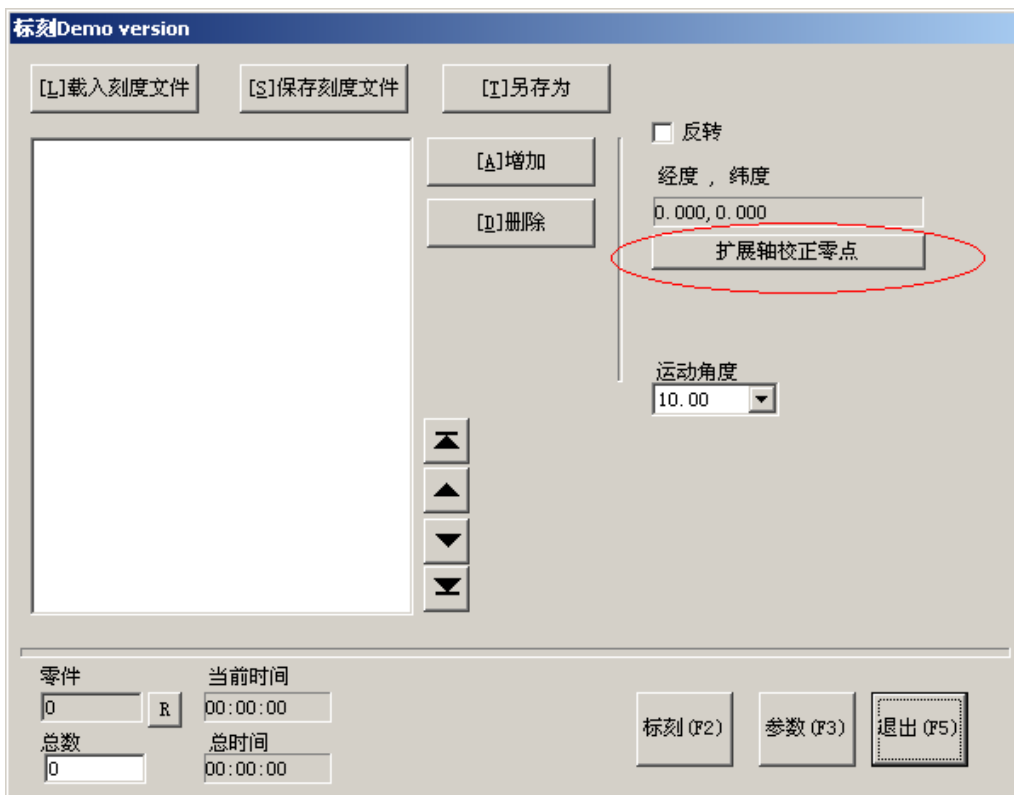 标刻Demo version
[L]载入刻度文件 [S]保存刻度文件 [T]另存为
[A]增加
[D]删除
反转
经度 , 纬度
0.000,0.000
扩展轴校正零点
运动角度
10.00
零件 当前时间
0 R 00:00:00
总数 总时间
0 00:00:00
标刻(F2) 参数(F3) 退出(F5)